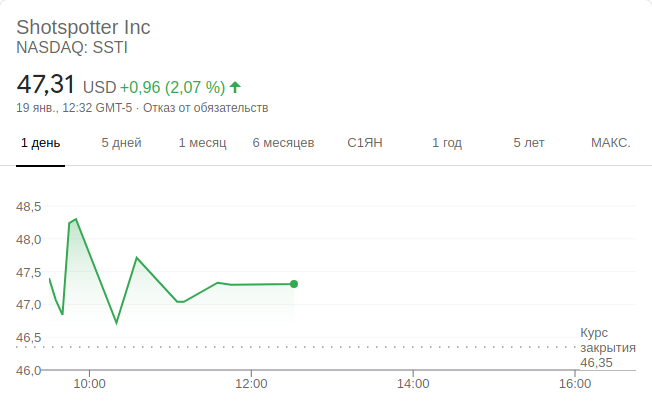 Shotspotter Inc
NASDAQ: SSTI
47,31 USD +0,96 (2,07 %)
19 янв., 12:32 GMT-5 · Отказ от обязательств
1 день 5 дней 1 месяц 6 месяцев С1ЯН 1 год 5 лет МАКС.
48,5
48,0
47,5
47,0
46,5
46,0
Курс
закрытия
46,35
10:00 12:00 14:00 16:00